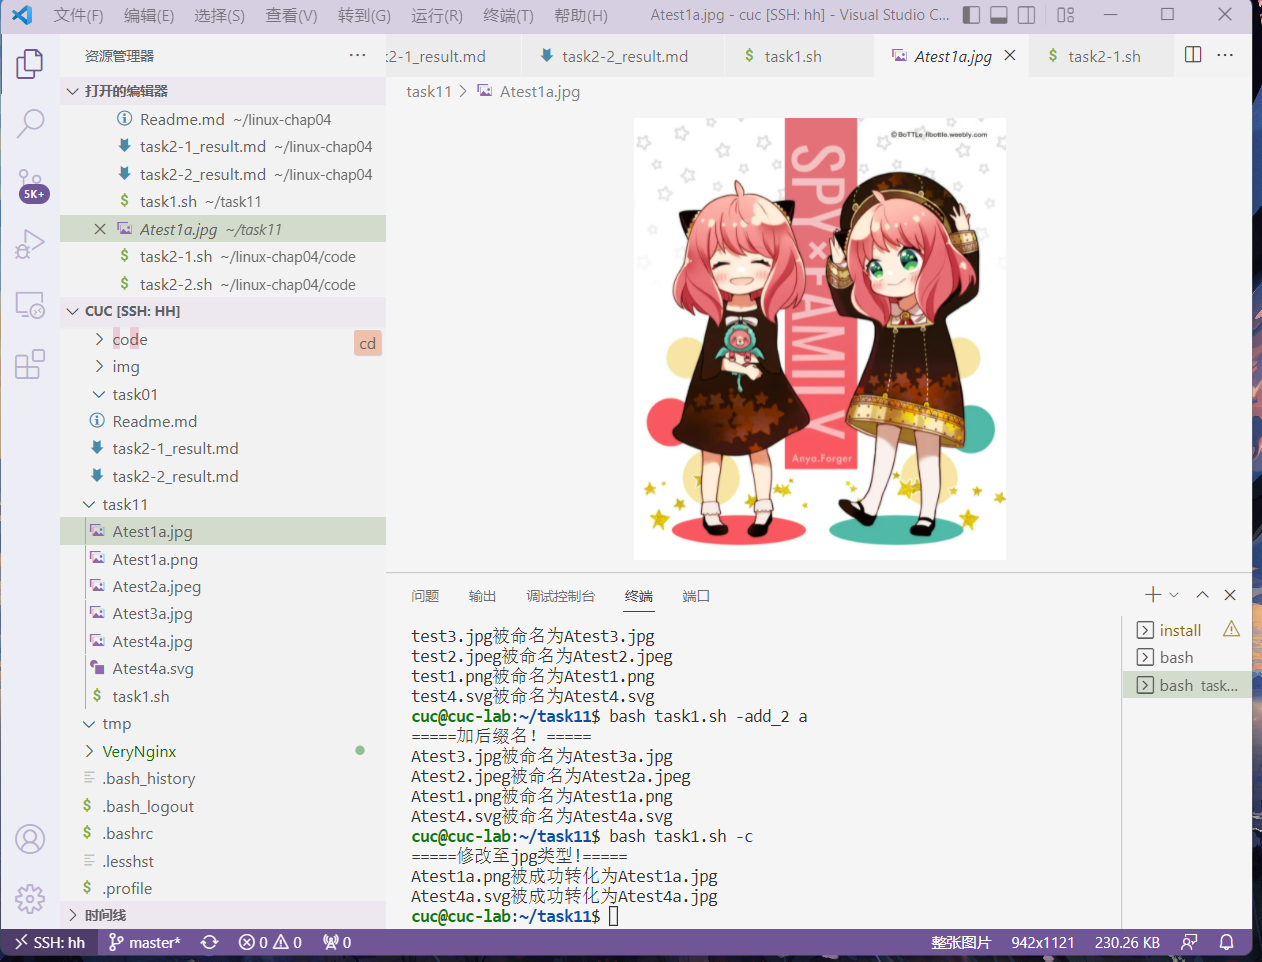 文件(F) 编辑(E) 选择(S) 查看(V) 转到(G) 运行(R) 终端(T) 帮助(H) Atest1a.jpg - cuc [SSH: hh] - Visual Studio C...
资源管理器 ···
k2-1_result.md task2-2_result.md $ task1.sh Atest1a.jpg $ task2-1.sh ···
task11 > Atest1a.jpg
打开的编辑器
Readme.md ~/linux-chap04
task2-1_result.md ~/linux-chap04
task2-2_result.md ~/linux-chap04
$ task1.sh ~/task11
Atest1a.jpg ~/task11
$ task2-1.sh ~/linux-chap04/code
$ task2-2.sh ~/linux-chap04/code
5K+
CUC [SSH: HH]
code
cd
img
task01
Readme.md
task2-1_result.md
task2-2_result.md
task11
Atest1a.jpg
Atest1a.png
Atest2a.jpeg
Atest3a.jpg
Atest4a.jpg
Atest4a.svg
$ task1.sh
tmp
VeryNginx
.bash_history
$ .bash_logout
$ .bashrc
.lesshst
$ .profile
时间线
SPY×FAMILY
Anya.Forger
问题 输出 调试控制台 终端 端口
test3.jpg被命名为Atest3.jpg
test2.jpeg被命名为Atest2.jpeg
test1.png被命名为Atest1.png
test4.svg被命名为Atest4.svg
cuc@cuc-lab:~/task11$ bash task1.sh -add_2 a
=====加后缀名! =====
Atest3.jpg被命名为Atest3a.jpg
Atest2.jpeg被命名为Atest2a.jpeg
Atest1.png被命名为Atest1a.png
Atest4.svg被命名为Atest4a.svg
cuc@cuc-lab:~/task11$ bash task1.sh -c
=====修改至jpg类型!=====
Atest1a.png被成功转化为Atest1a.jpg
Atest4a.svg被成功转化为Atest4a.jpg
cuc@cuc-lab:~/task11$
install
bash
bash task...
SSH: hh master* 0 0 0 整张图片 942x1121 230.26 KB